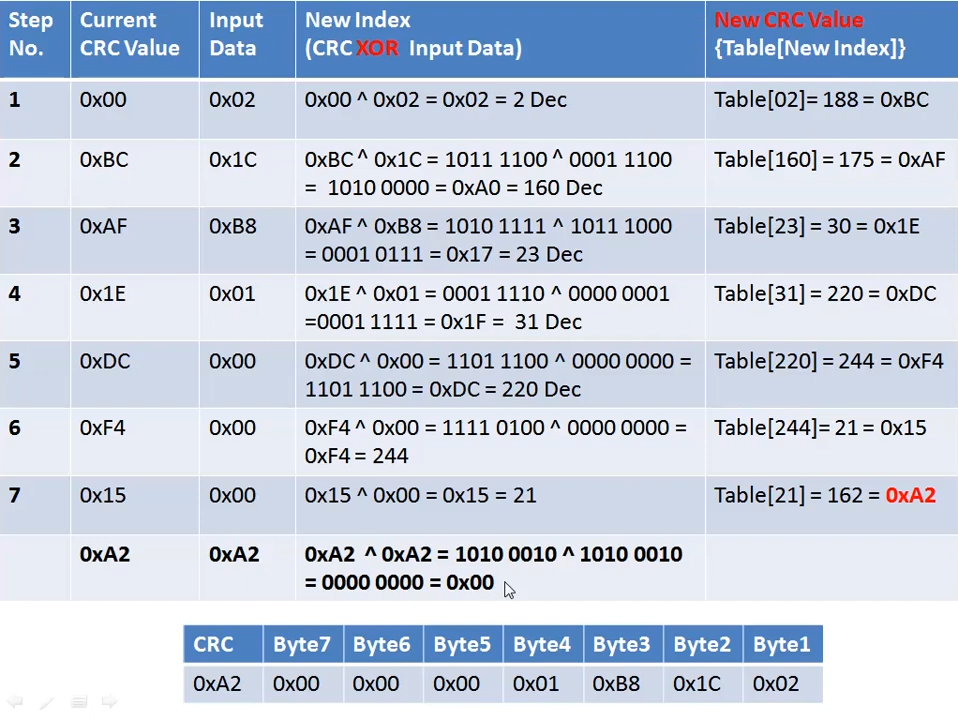 Step No. | Current CRC Value | Input Data | New Index (CRC XOR Input Data) | New CRC Value {Table[New Index]}
1 | 0x00 | 0x02 | 0x00 ^ 0x02 = 0x02 = 2 Dec | Table[02]= 188 = 0xBC
2 | 0xBC | 0x1C | 0xBC ^ 0x1C = 1011 1100 ^ 0001 1100 | Table[160] = 175 = 0xAF
= 1010 0000 = 0xA0 = 160 Dec
3 | 0xAF | 0xB8 | 0xAF ^ 0xB8 = 1010 1111 ^ 1011 1000 | Table[23] = 30 = 0x1E
= 0001 0111 = 0x17 = 23 Dec
4 | 0x1E | 0x01 | 0x1E ^ 0x01 = 0001 1110 ^ 0000 0001 | Table[31] = 220 = 0xDC
=0001 1111 = 0x1F = 31 Dec
5 | 0xDC | 0x00 | 0xDC ^ 0x00 = 1101 1100 ^ 0000 0000 = | Table[220] = 244 = 0xF4
1101 1100 = 0xDC = 220 Dec
6 | 0xF4 | 0x00 | 0xF4 ^ 0x00 = 1111 0100 ^ 0000 0000 = | Table[244]= 21 = 0x15
0xF4 = 244
7 | 0x15 | 0x00 | 0x15 ^ 0x00 = 0x15 = 21 | Table[21] = 162 = 0xA2
0xA2 | 0xA2 | 0xA2 ^ 0xA2 = 1010 0010 ^ 1010 0010
= 0000 0000 = 0x00
CRC | Byte7 | Byte6 | Byte5 | Byte4 | Byte3 | Byte2 | Byte1
0xA2 | 0x00 | 0x00 | 0x00 | 0x01 | 0xB8 | 0x1C | 0x02